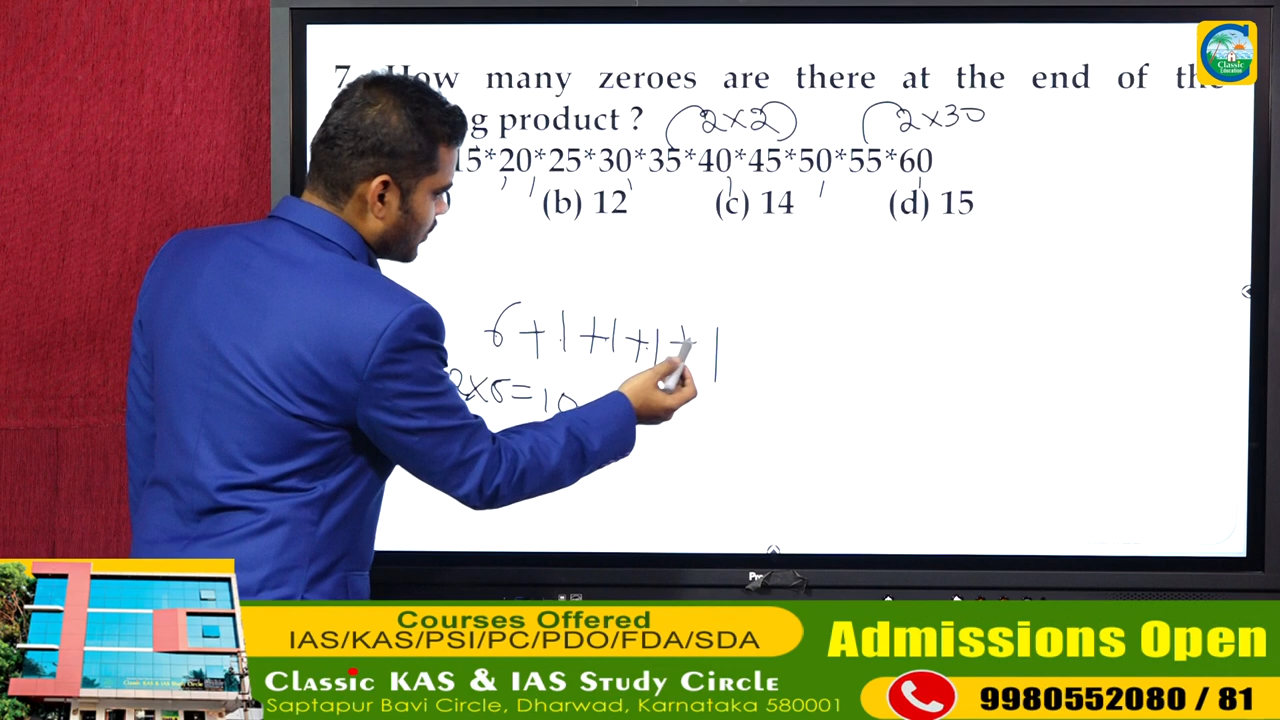 Classic
Education
7. How many zeroes are there at the end of the
g product ? (2×2) (2×30
15*20*25*30*35*40*45*50*55*60
(b) 12 (c) 14 (d) 15
6+1+1+1+1
2×5=10
Courses Offered
IAS/KAS/PSI/PC/PDO/FDA/SDA
Classic KAS & IAS Study Circle
Saptapur Bavi Circle, Dharwad, Karnataka 580001
Admissions Open
9980552080 / 81